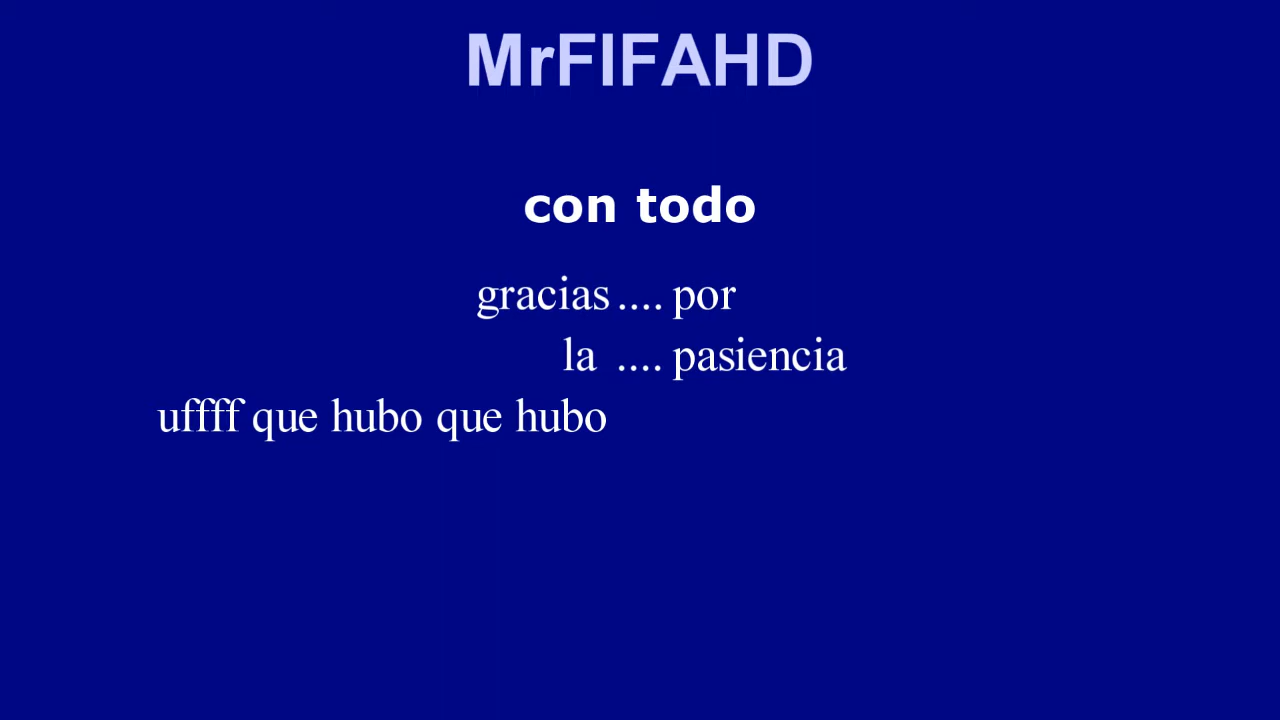 MrFIFAHD
con todo
gracias .... por
la .... pasiencia
uffff que hubo que hubo